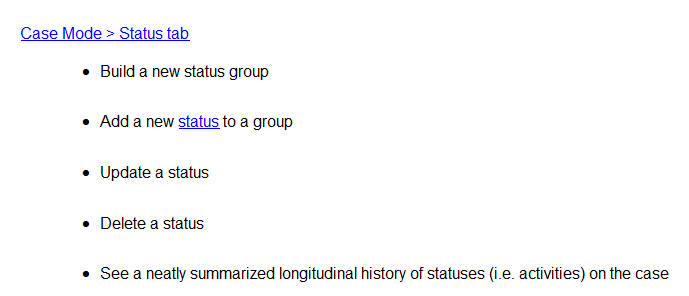 Case Mode > Status tab
• Build a new status group
• Add a new status to a group
• Update a status
• Delete a status
• See a neatly summarized longitudinal history of statuses (i.e. activities) on the case